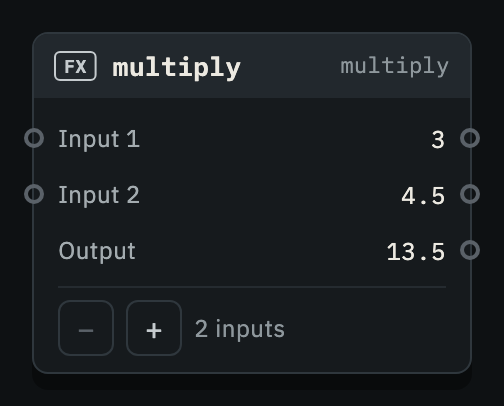 FX multiply multiply
Input 1 3
Input 2 4.5
Output 13.5
− + 2 inputs